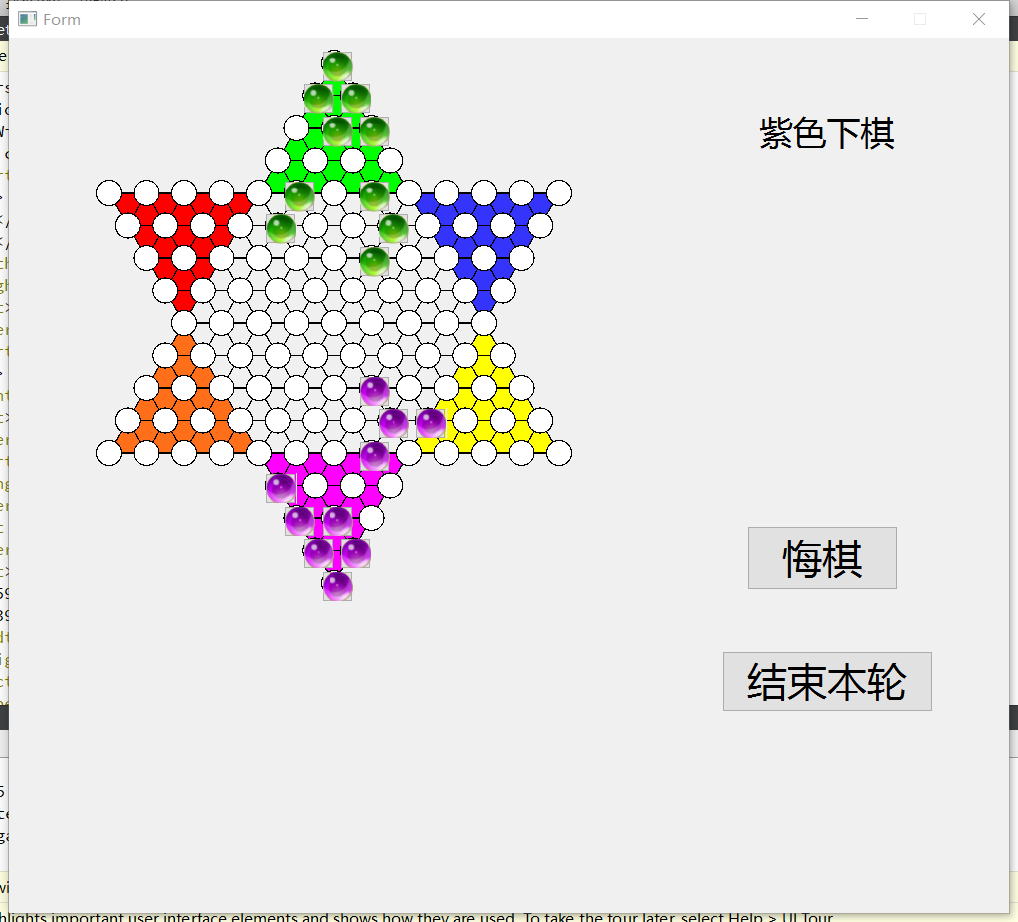 Form
紫色下棋
悔棋
结束本轮
hlights important user interface elements and shows how they are used. To take the tour later, select Help > UI Tour.